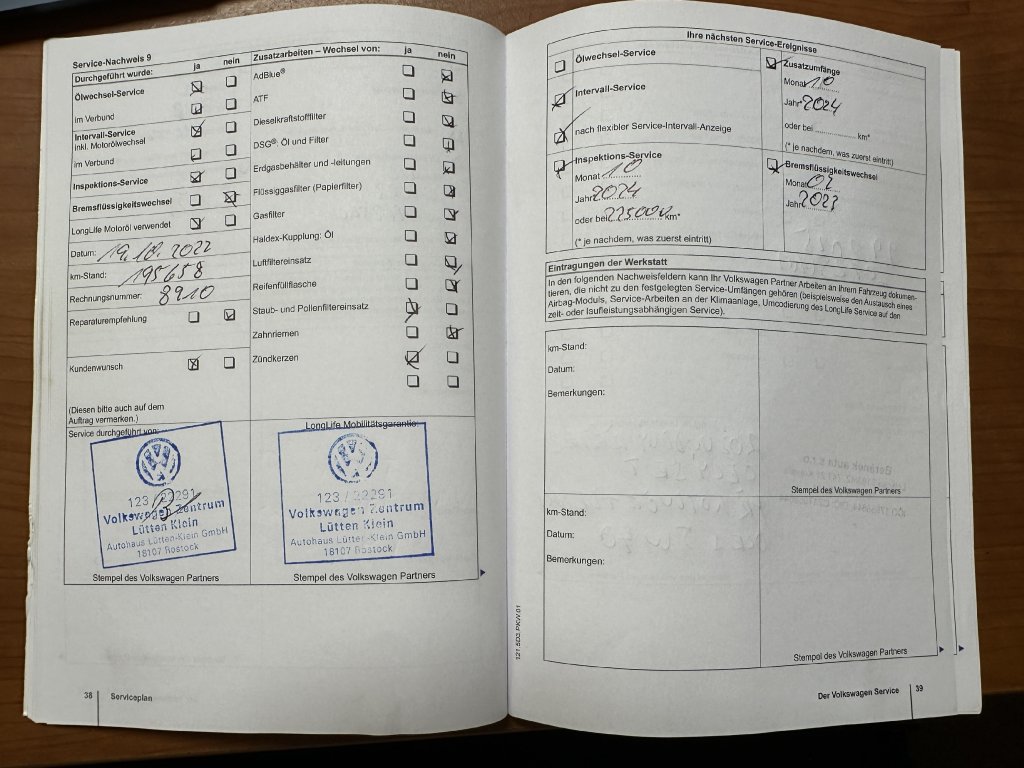 Service-Nachweis 9
Durchgeführt wurde: ja nein
Ölwechsel-Service
im Verbund
Intervall-Service
inkl. Motorölwechsel
im Verbund
Inspektions-Service
Bremsflüssigkeitswechsel
LongLife Motoröl verwendet
Datum: 19.10.2022
km-Stand: 195658
Rechnungsnummer: 8910
Reparaturempfehlung
Kundenwunsch
(Diesen bitte auch auf dem
Auftrag vermerken.)
Service durchgeführt von:
123 / 22291
Volkswagen Zentrum
Lütten Klein
Autohaus Lütten-Klein GmbH
18107 Rostock
Stempel des Volkswagen Partners
Zusatzarbeiten – Wechsel von: ja nein
AdBlue®
ATF
Dieselkraftstofffilter
DSG®: Öl und Filter
Erdgasbehälter und -leitungen
Flüssiggasfilter (Papierfilter)
Gasfilter
Haldex-Kupplung: Öl
Luftfiltereinsatz
Reifenfüllflasche
Staub- und Pollenfiltereinsatz
Zahnriemen
Zündkerzen
LongLife Mobilitätsgarantie:
123 / 22291
Volkswagen Zentrum
Lütten Klein
Autohaus Lütten-Klein GmbH
18107 Rostock
Stempel des Volkswagen Partners
38 Serviceplan
Ihre nächsten Service-Ereignisse
Ölwechsel-Service
Intervall-Service
nach flexibler Service-Intervall-Anzeige
Inspektions-Service
Monat 10
Jahr 2024
oder bei 225000 km*
(* je nachdem, was zuerst eintritt)
Zusatzumfänge
Monat 10
Jahr 2024
oder bei ............... km*
(* je nachdem, was zuerst eintritt)
Bremsflüssigkeitswechsel
Monat 02
Jahr 2023
Eintragungen der Werkstatt
In den folgenden Nachweisfeldern kann Ihr Volkswagen Partner Arbeiten an Ihrem Fahrzeug dokumen-
tieren, die nicht zu den festgelegten Service-Umfängen gehören (beispielsweise den Austausch eines
Airbag-Moduls, Service-Arbeiten an der Klimaanlage, Umcodierung des LongLife Service auf den
zeit- oder laufleistungsabhängigen Service).
km-Stand:
Datum:
Bemerkungen:
Stempel des Volkswagen Partners
km-Stand:
Datum:
Bemerkungen:
Stempel des Volkswagen Partners
121.5D3.PKW.01
Der Volkswagen Service 39